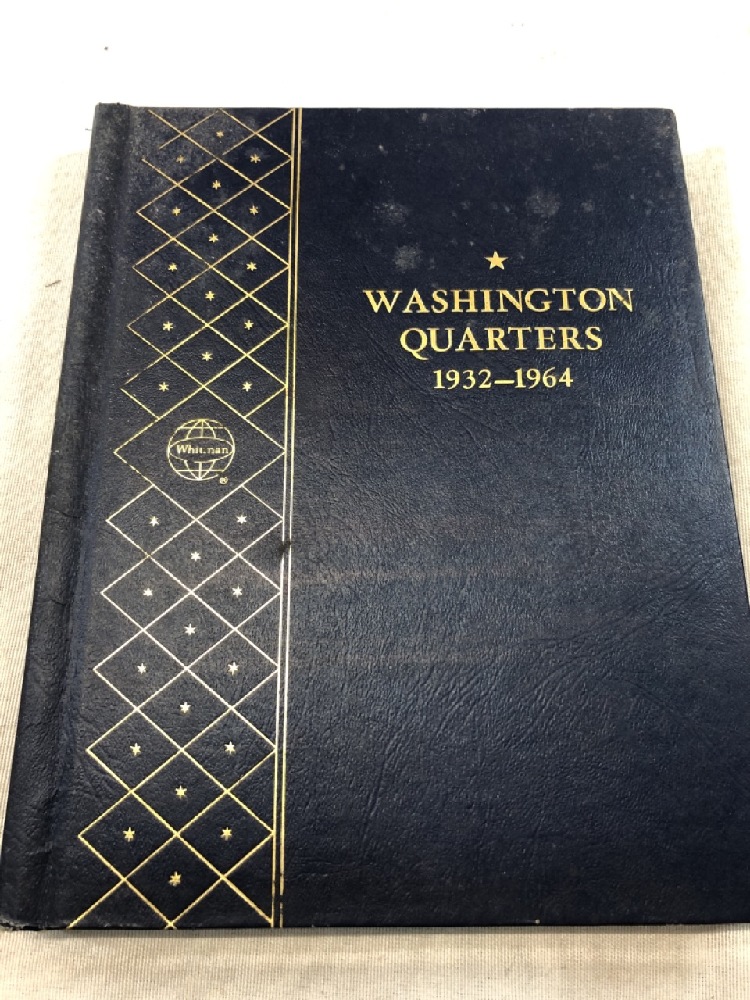 WASHINGTON
QUARTERS
1932–1964
Whitman
®